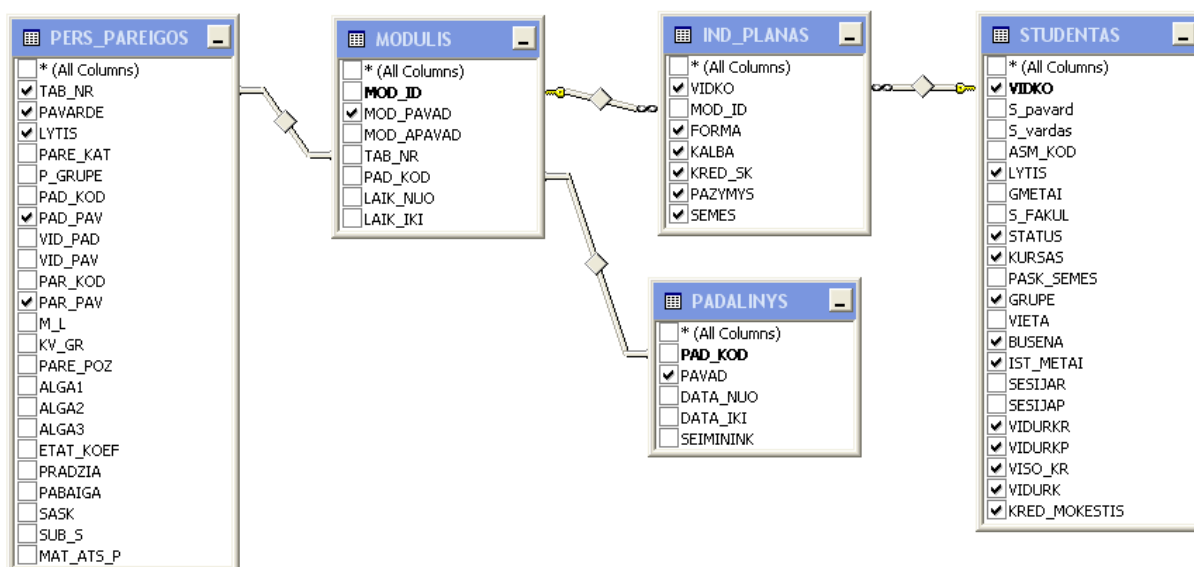 PERS_PAREIGOS
* (All Columns)
TAB_NR
PAVARDE
LYTIS
PARE_KAT
P_GRUPE
PAD_KOD
PAD_PAV
VID_PAD
VID_PAV
PAR_KOD
PAR_PAV
M_L
KV_GR
PARE_POZ
ALGA1
ALGA2
ALGA3
ETAT_KOEF
PRADZIA
PABAIGA
SASK
SUB_S
MAT_ATS_P
MODULIS
* (All Columns)
MOD_ID
MOD_PAVAD
MOD_APAVAD
TAB_NR
PAD_KOD
LAIK_NUO
LAIK_IKI
IND_PLANAS
* (All Columns)
VIDKO
MOD_ID
FORMA
KALBA
KRED_SK
PAZYMYS
SEMES
PADALINYS
* (All Columns)
PAD_KOD
PAVAD
DATA_NUO
DATA_IKI
SEIMININK
STUDENTAS
* (All Columns)
VIDKO
S_pavard
S_vardas
ASM_KOD
LYTIS
GMETAI
S_FAKUL
STATUS
KURSAS
PASK_SEMES
GRUPE
VIETA
BUSENA
IST_METAI
SESIJAR
SESIJAP
VIDURKR
VIDURKP
VISO_KR
VIDURK
KRED_MOKESTIS